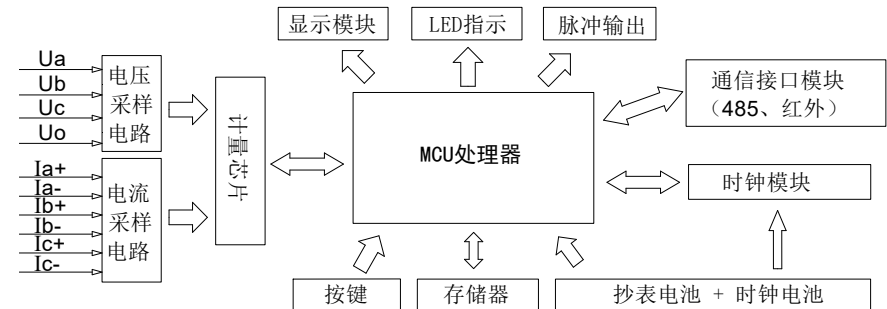 显示模块
LED指示
脉冲输出
Ua
Ub
Uc
Uo
电压
采样
电路
Ia+
Ia-
Ib+
Ib-
Ic+
Ic-
电流
采样
电路
计量芯片
MCU处理器
通信接口模块
（485、红外）
时钟模块
按键
存储器
抄表电池 + 时钟电池